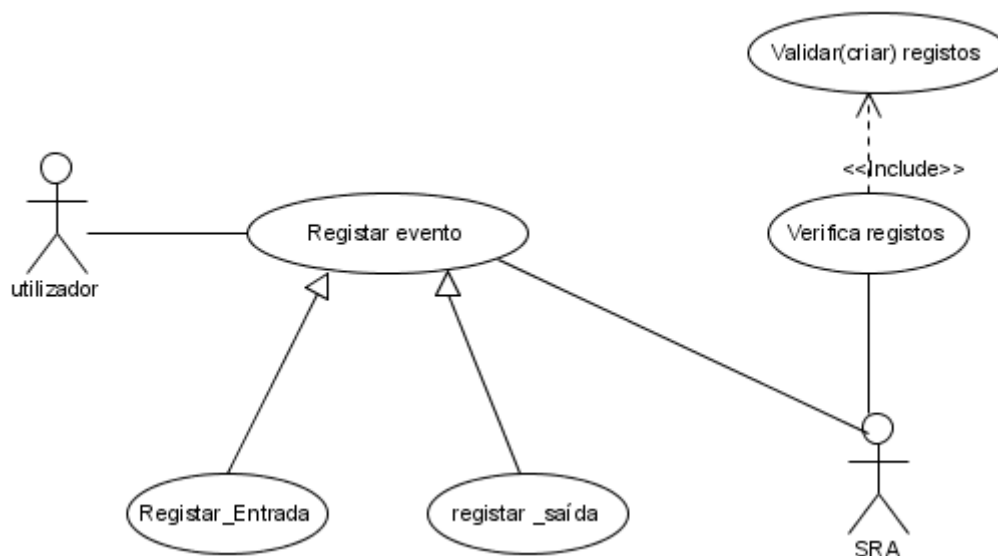 Validar(criar) registos
<<Include>>
Registar evento
Verifica registos
utilizador
Registar_Entrada
registar _saída
SRA